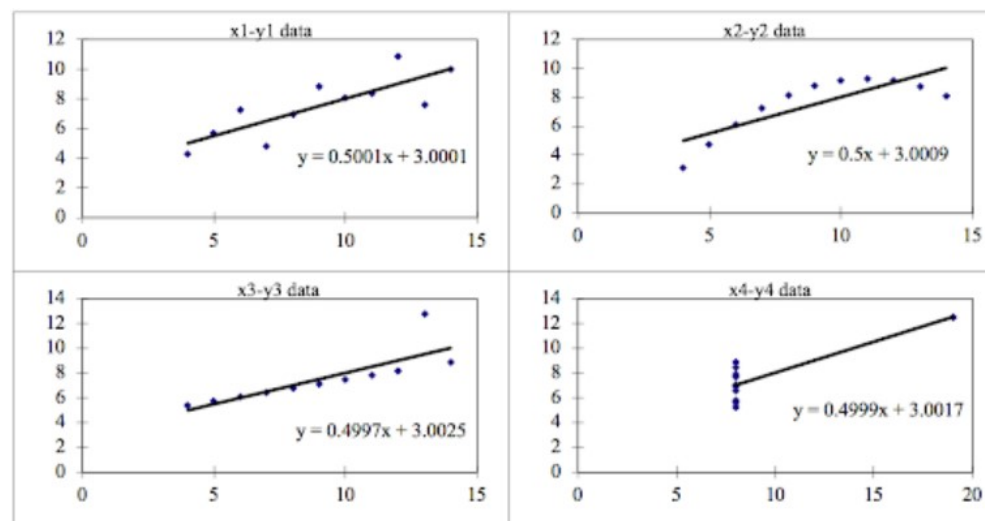 x1-y1 data
12
10
8
6
4
2
0
0 5 10 15
y = 0.5001x + 3.0001
x2-y2 data
12
10
8
6
4
2
0
0 5 10 15
y = 0.5x + 3.0009
x3-y3 data
14
12
10
8
6
4
2
0
0 5 10 15
y = 0.4997x + 3.0025
x4-y4 data
14
12
10
8
6
4
2
0
0 5 10 15 20
y = 0.4999x + 3.0017